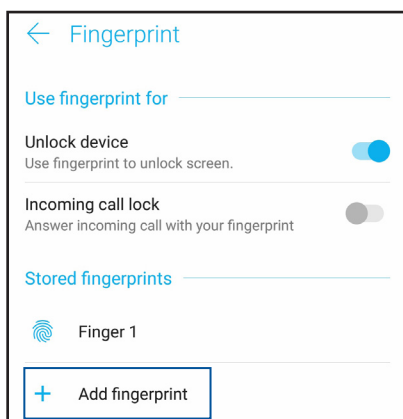 Fingerprint
Use fingerprint for
Unlock device
Use fingerprint to unlock screen.
Incoming call lock
Answer incoming call with your fingerprint
Stored fingerprints
Finger 1
Add fingerprint